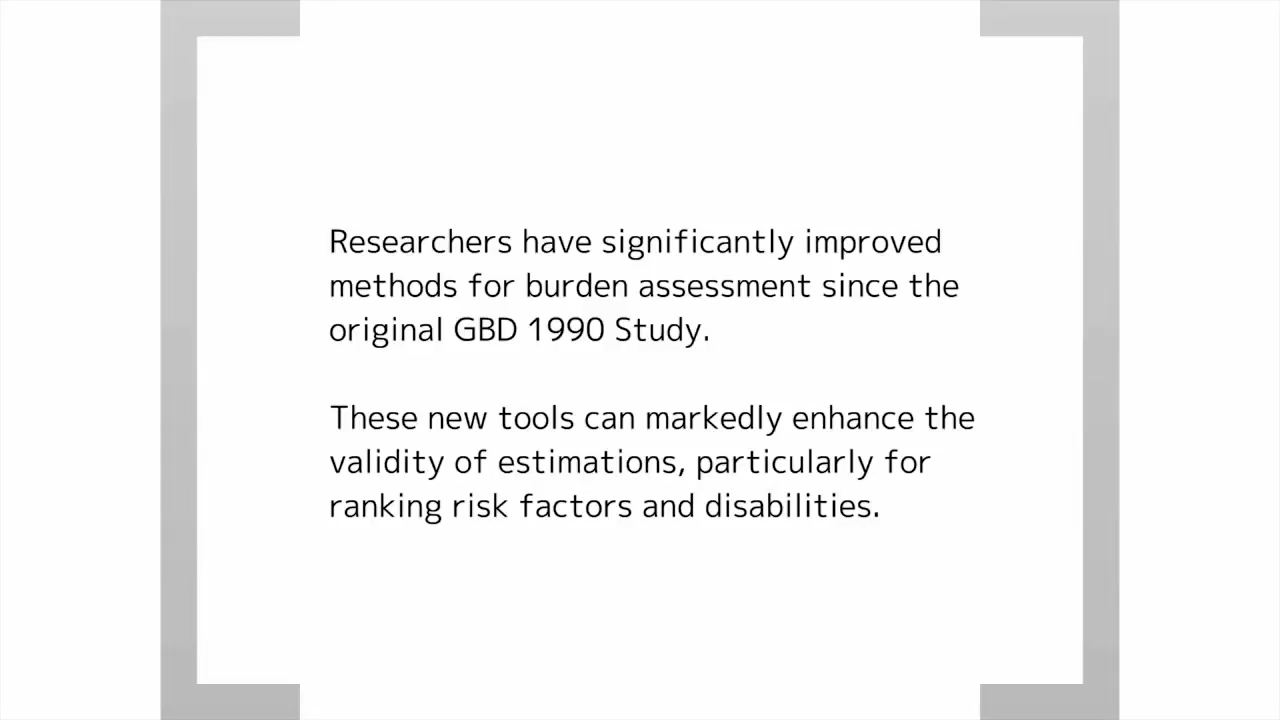 Researchers have significantly improved
methods for burden assessment since the
original GBD 1990 Study.
These new tools can markedly enhance the
validity of estimations, particularly for
ranking risk factors and disabilities.